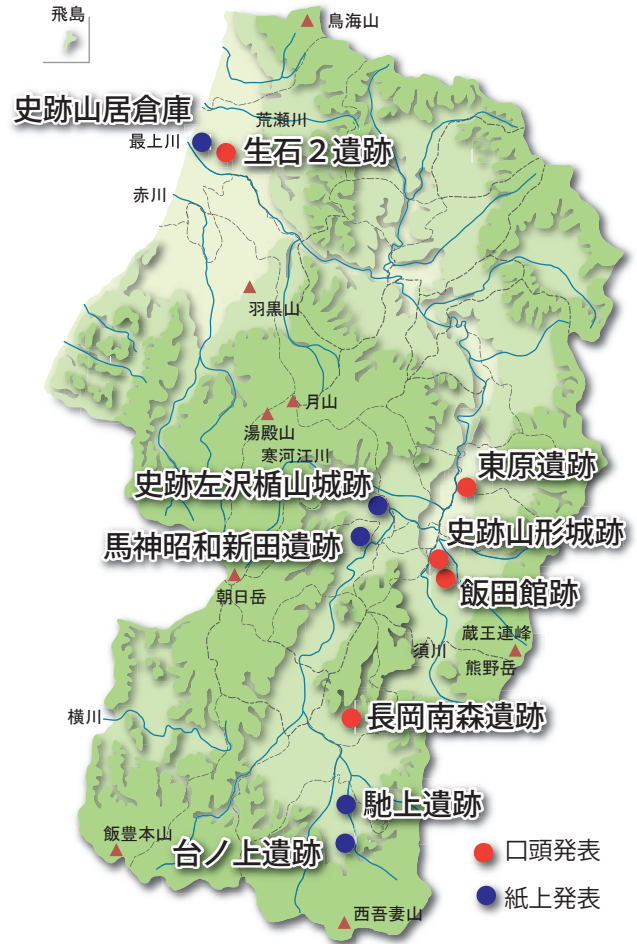 飛島
鳥海山
史跡山居倉庫
荒瀬川
最上川
生石２遺跡
赤川
羽黒山
月山
湯殿山
寒河江川
東原遺跡
史跡左沢楯山城跡
史跡山形城跡
馬神昭和新田遺跡
飯田館跡
朝日岳
蔵王連峰
須川
熊野岳
長岡南森遺跡
横川
馳上遺跡
飯豊本山
台ノ上遺跡
口頭発表
紙上発表
西吾妻山